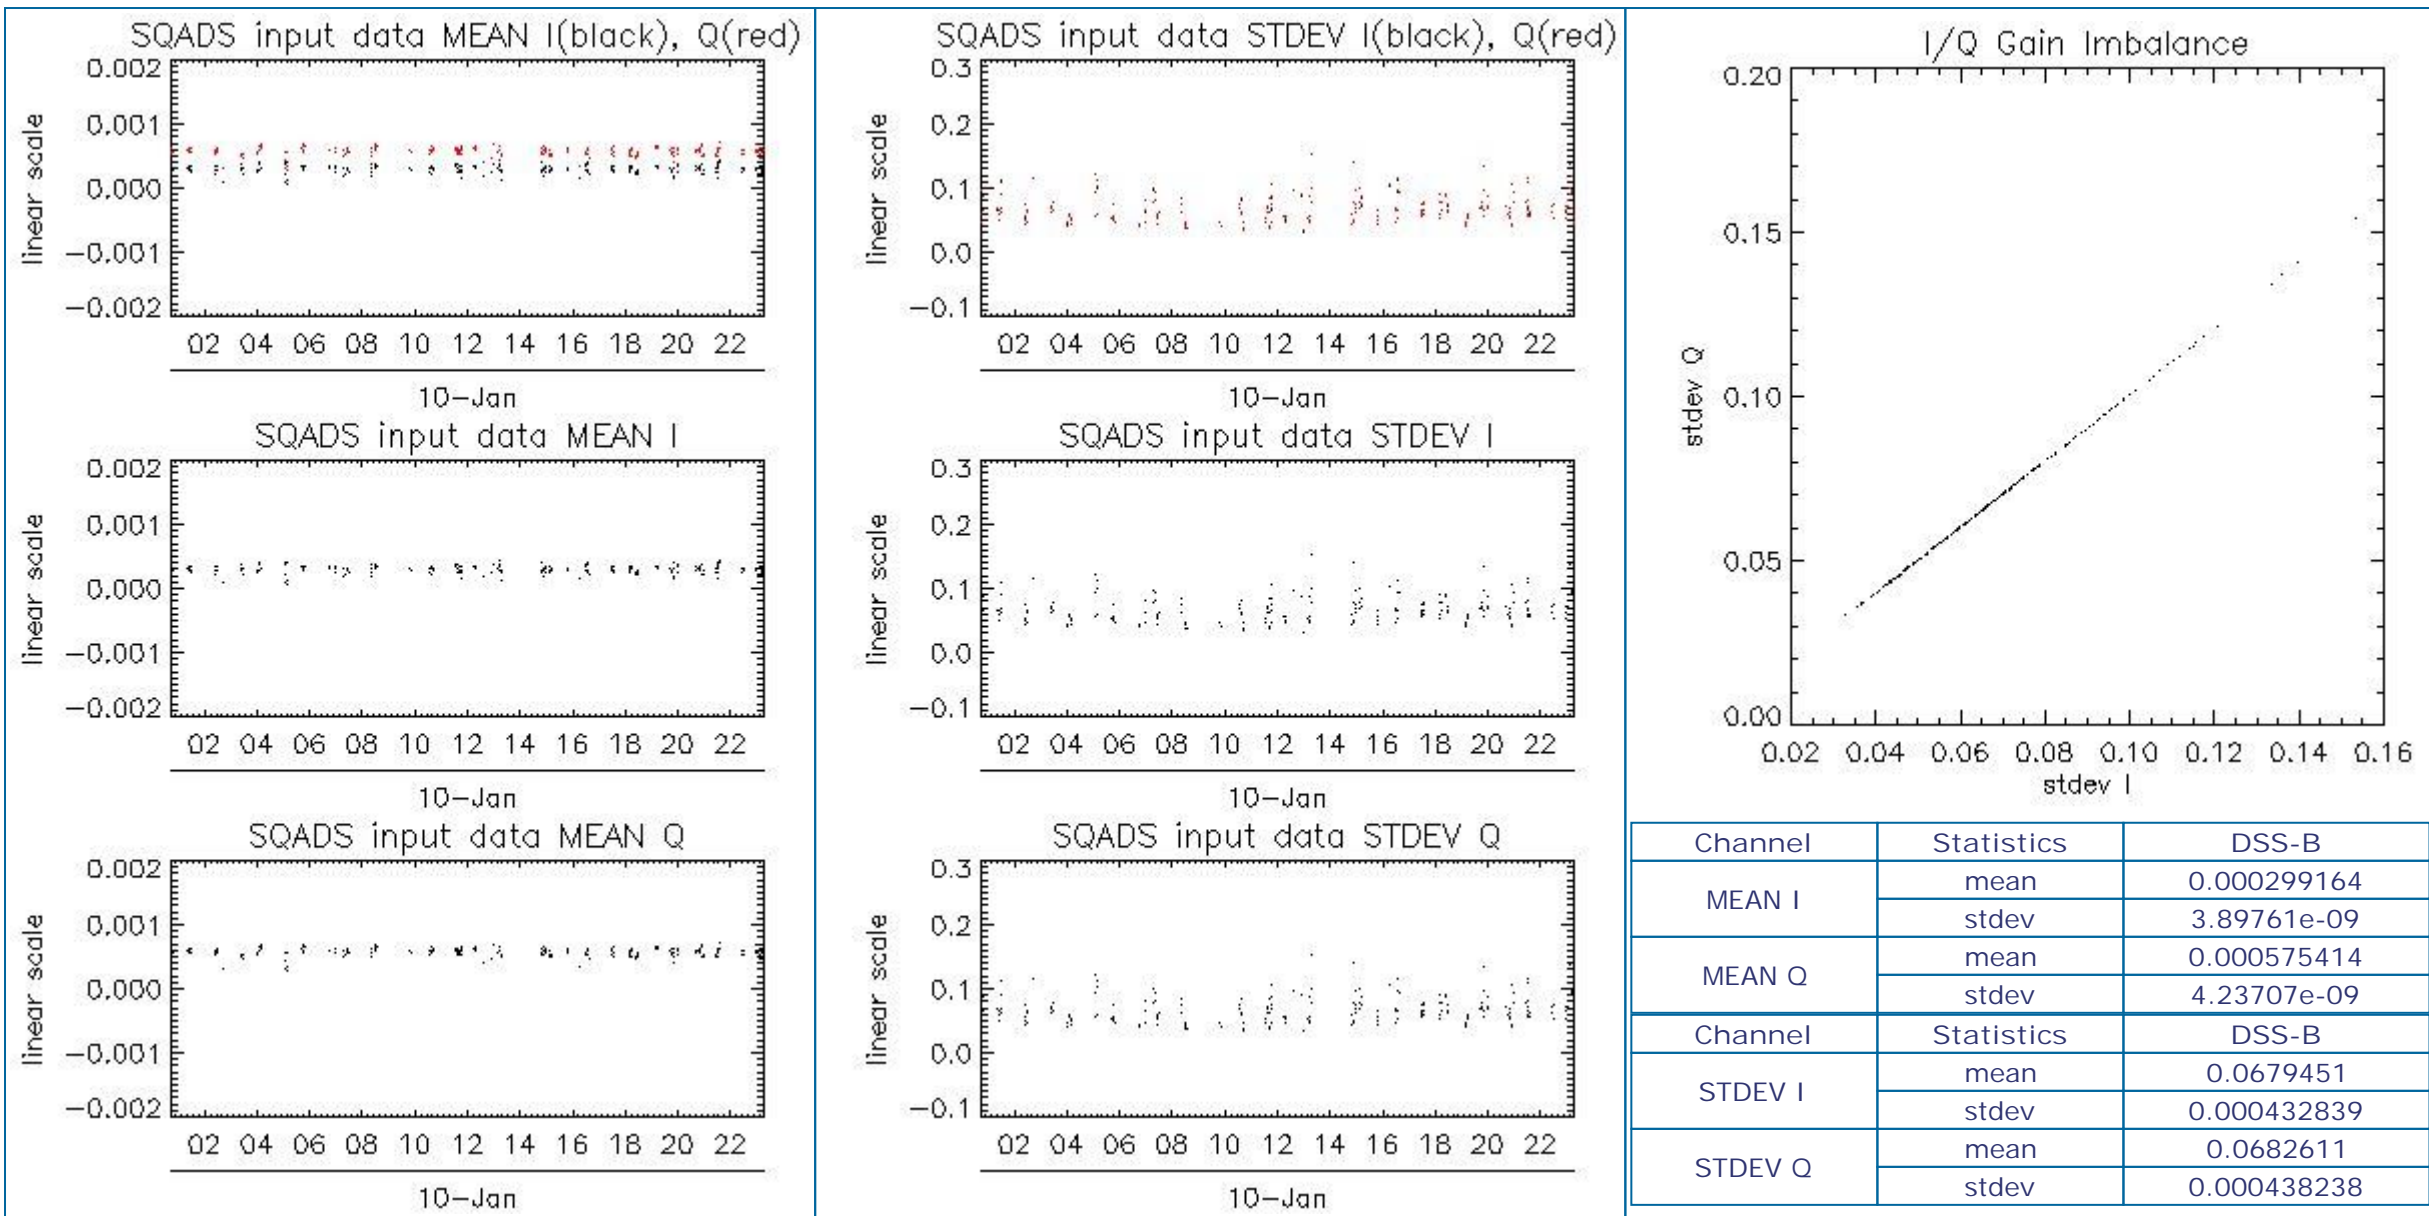 SQADS input data MEAN I(black), Q(red)
linear scale
0.002
0.001
0.000
-0.001
-0.002
02 04 06 08 10 12 14 16 18 20 22
10-Jan
SQADS input data MEAN I
linear scale
0.002
0.001
0.000
-0.001
-0.002
02 04 06 08 10 12 14 16 18 20 22
10-Jan
SQADS input data MEAN Q
linear scale
0.002
0.001
0.000
-0.001
-0.002
02 04 06 08 10 12 14 16 18 20 22
10-Jan
SQADS input data STDEV I(black), Q(red)
linear scale
0.3
0.2
0.1
0.0
-0.1
02 04 06 08 10 12 14 16 18 20 22
10-Jan
SQADS input data STDEV I
linear scale
0.3
0.2
0.1
0.0
-0.1
02 04 06 08 10 12 14 16 18 20 22
10-Jan
SQADS input data STDEV Q
linear scale
0.3
0.2
0.1
0.0
-0.1
02 04 06 08 10 12 14 16 18 20 22
10-Jan
I/Q Gain Imbalance
stdev Q
0.20
0.15
0.10
0.05
0.00
0.02 0.04 0.06 0.08 0.10 0.12 0.14 0.16
stdev I
Channel Statistics DSS-B
MEAN I mean 0.000299164
stdev 3.89761e-09
MEAN Q mean 0.000575414
stdev 4.23707e-09
Channel Statistics DSS-B
STDEV I mean 0.0679451
stdev 0.000432839
STDEV Q mean 0.0682611
stdev 0.000438238